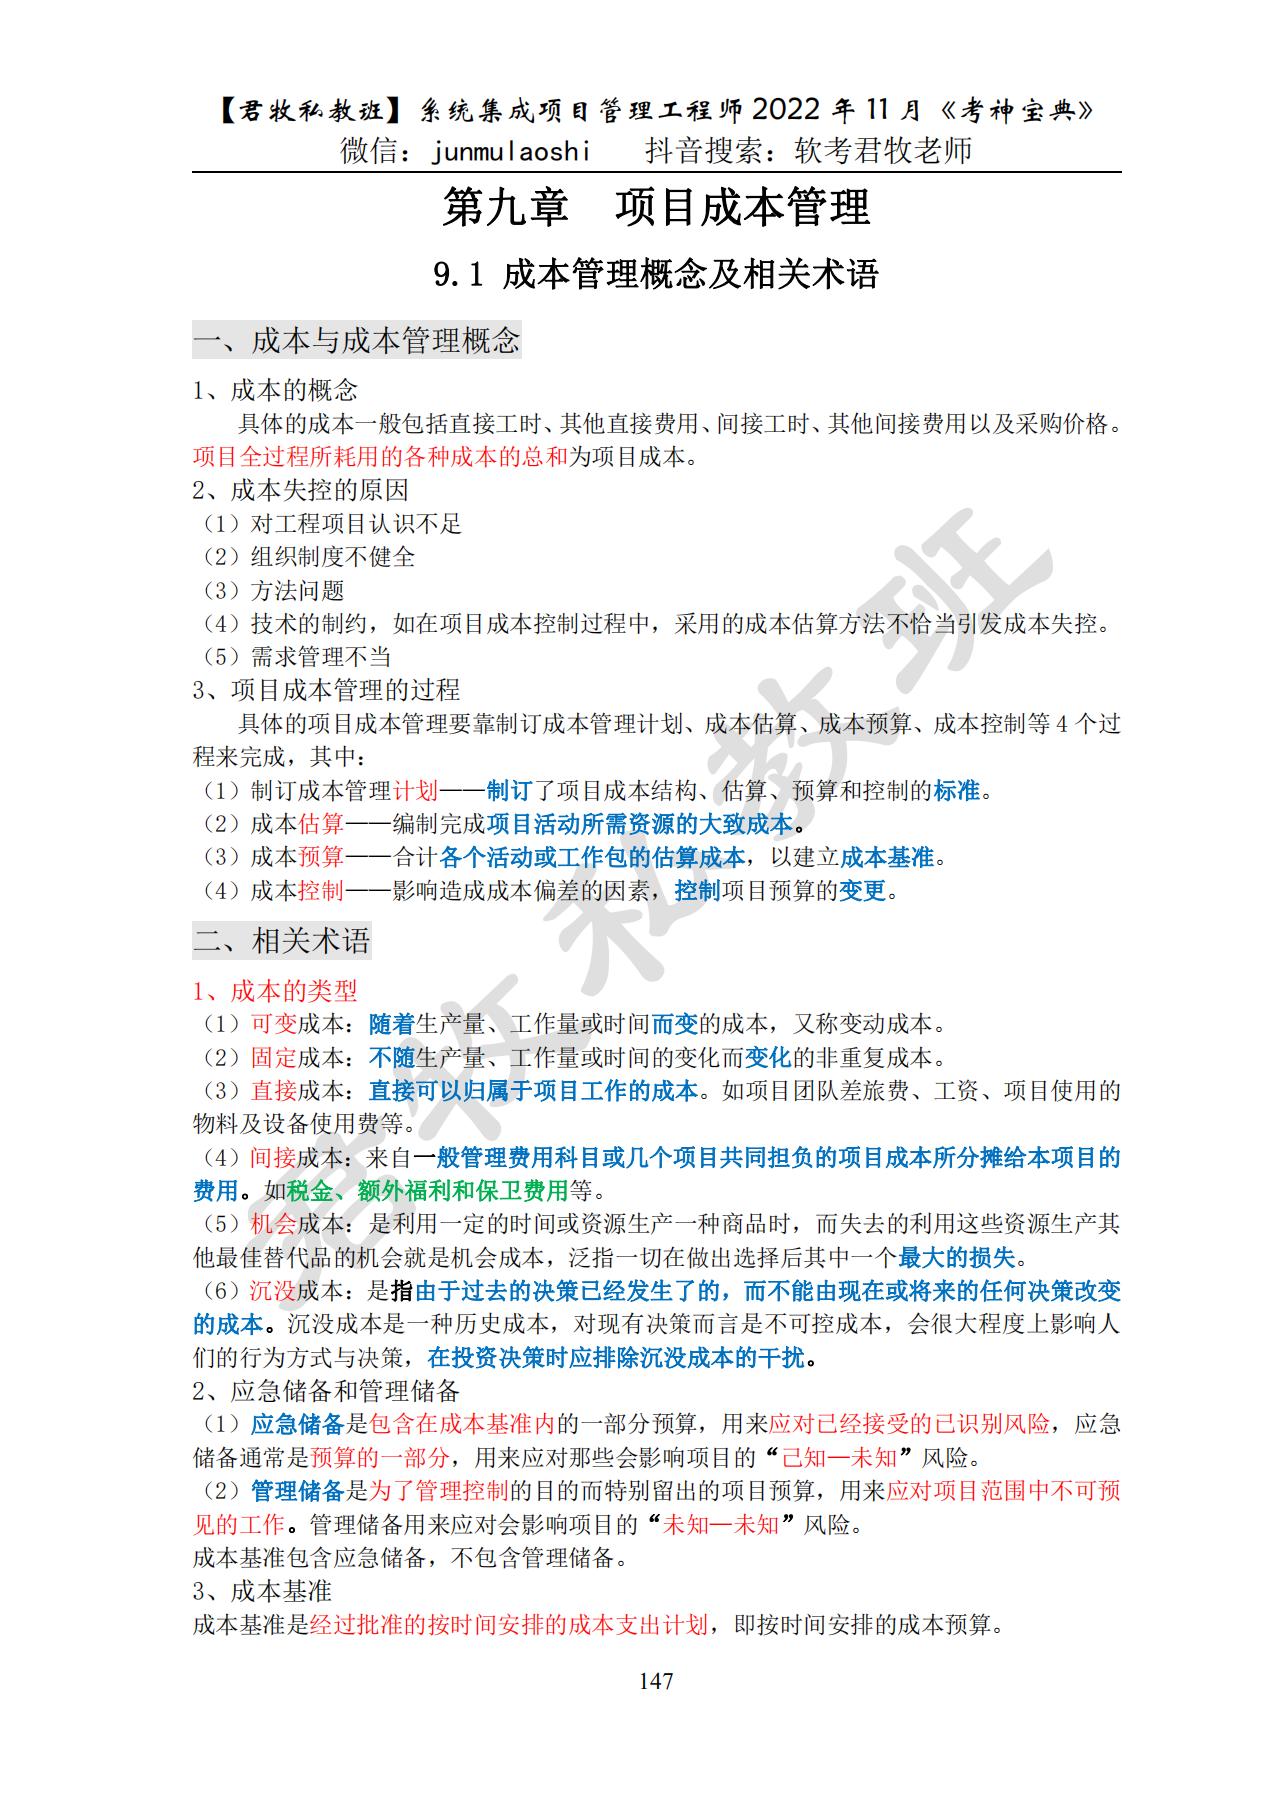 【君牧私教班】系统集成项目管理工程师2022年11月《考神宝典》
微信：junmulaoshi 抖音搜索：软考君牧老师
第九章 项目成本管理
9.1 成本管理概念及相关术语
一、成本与成本管理概念
1、成本的概念
具体的成本一般包括直接工时、其他直接费用、间接工时、其他间接费用以及采购价格。
项目全过程所耗用的各种成本的总和为项目成本。
2、成本失控的原因
（1）对工程项目认识不足
（2）组织制度不健全
（3）方法问题
（4）技术的制约，如在项目成本控制过程中，采用的成本估算方法不恰当引发成本失控。
（5）需求管理不当
3、项目成本管理的过程
具体的项目成本管理要靠制订成本管理计划、成本估算、成本预算、成本控制等4个过
程来完成，其中：
（1）制订成本管理计划——制订了项目成本结构、估算、预算和控制的标准。
（2）成本估算——编制完成项目活动所需资源的大致成本。
（3）成本预算——合计各个活动或工作包的估算成本，以建立成本基准。
（4）成本控制——影响造成成本偏差的因素，控制项目预算的变更。
二、相关术语
1、成本的类型
（1）可变成本：随着生产量、工作量或时间而变的成本，又称变动成本。
（2）固定成本：不随生产量、工作量或时间的变化而变化的非重复成本。
（3）直接成本：直接可以归属于项目工作的成本。如项目团队差旅费、工资、项目使用的
物料及设备使用费等。
（4）间接成本：来自一般管理费用科目或几个项目共同担负的项目成本所分摊给本项目的
费用。如税金、额外福利和保卫费用等。
（5）机会成本：是利用一定的时间或资源生产一种商品时，而失去的利用这些资源生产其
他最佳替代品的机会就是机会成本，泛指一切在做出选择后其中一个最大的损失。
（6）沉没成本：是指由于过去的决策已经发生了的，而不能由现在或将来的任何决策改变
的成本。沉没成本是一种历史成本，对现有决策而言是不可控成本，会很大程度上影响人
们的行为方式与决策，在投资决策时应排除沉没成本的干扰。
2、应急储备和管理储备
（1）应急储备是包含在成本基准内的一部分预算，用来应对已经接受的已识别风险，应急
储备通常是预算的一部分，用来应对那些会影响项目的“己知—未知”风险。
（2）管理储备是为了管理控制的目的而特别留出的项目预算，用来应对项目范围中不可预
见的工作。管理储备用来应对会影响项目的“未知—未知”风险。
成本基准包含应急储备，不包含管理储备。
3、成本基准
成本基准是经过批准的按时间安排的成本支出计划，即按时间安排的成本预算。
147
君牧私教班